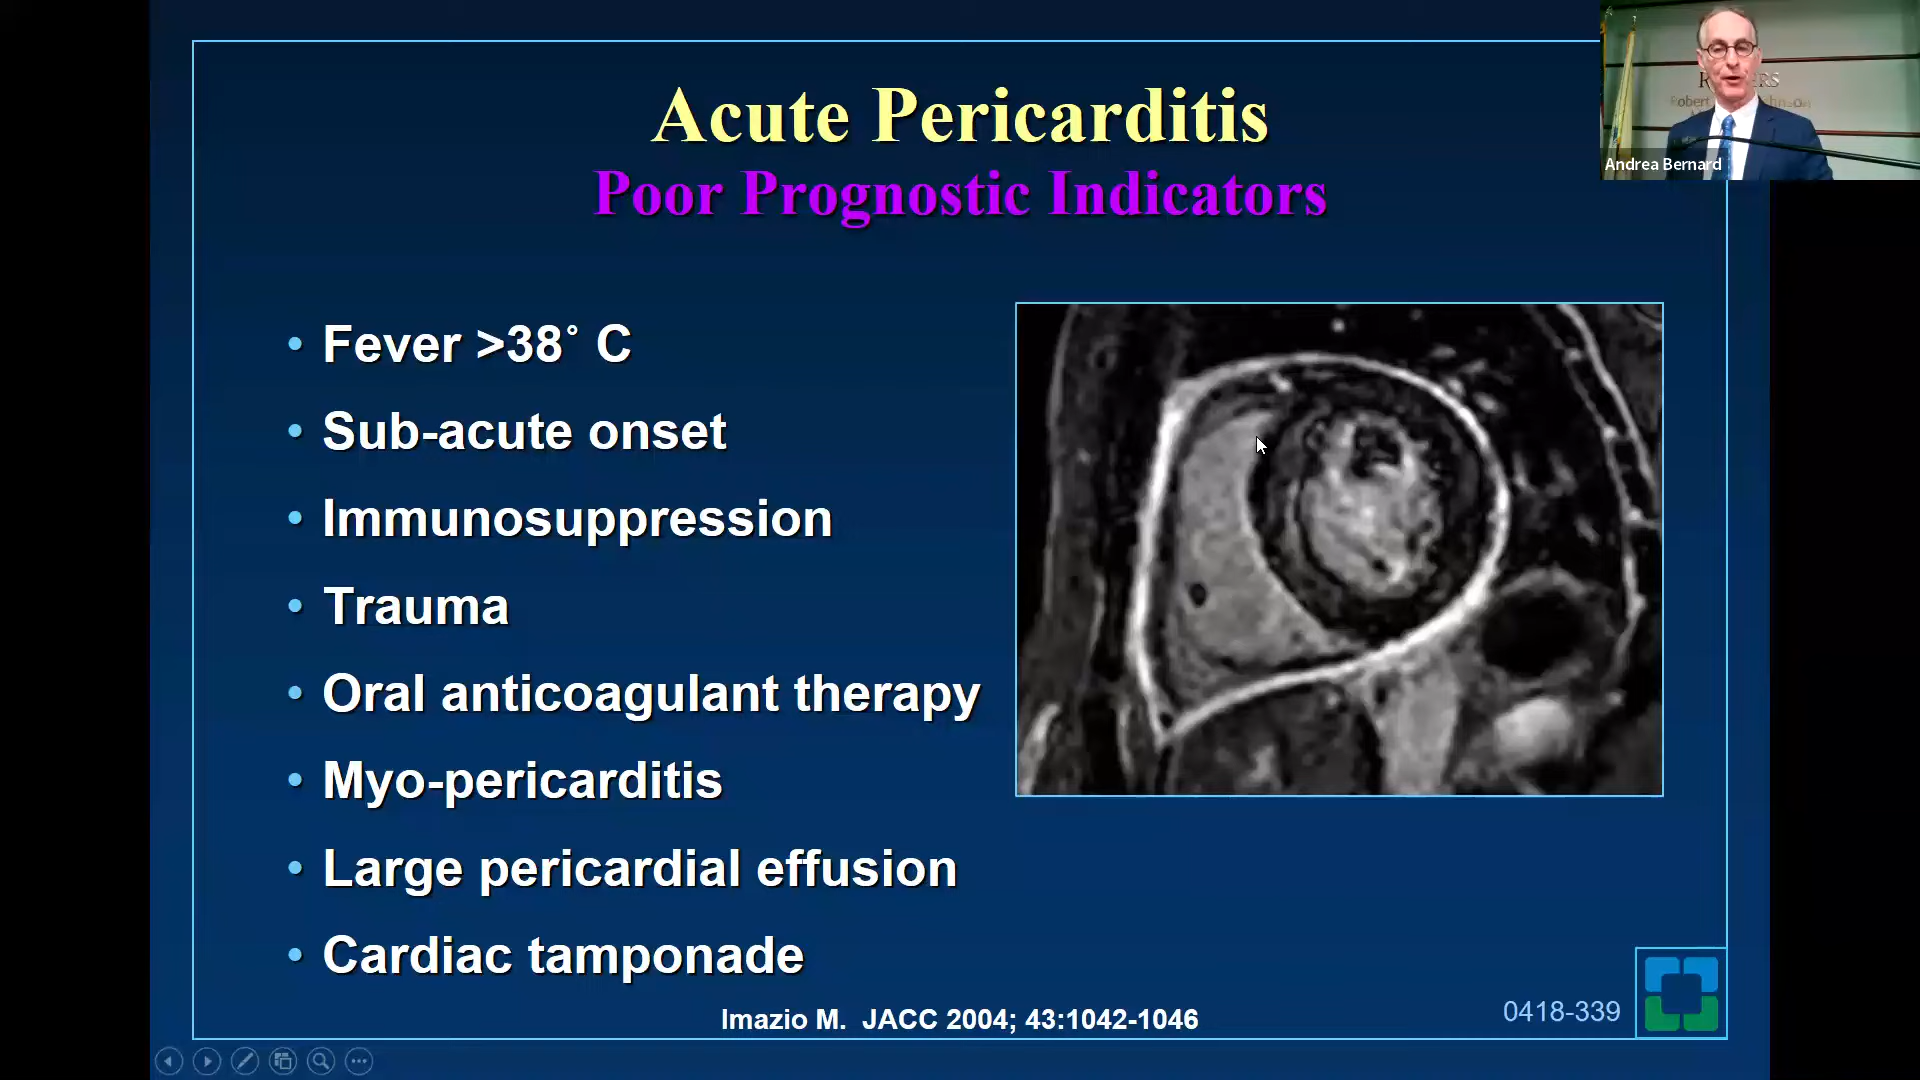 Acute Pericarditis
Poor Prognostic Indicators
• Fever >38° C
• Sub-acute onset
• Immunosuppression
• Trauma
• Oral anticoagulant therapy
• Myo-pericarditis
• Large pericardial effusion
• Cardiac tamponade
Imazio M. JACC 2004; 43:1042-1046
0418-339
Andrea Bernard